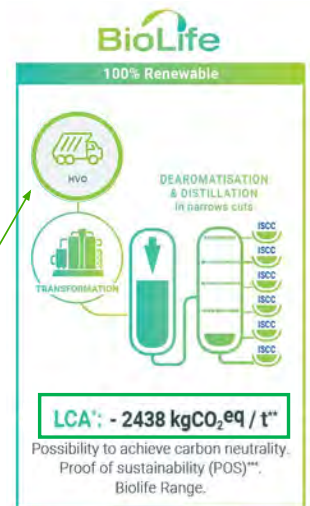 BioLife
100% Renewable
HVO
DEAROMATISATION
& DISTILLATION
in narrows cuts
TRANSFORMATION
ISCC
ISCC
ISCC
ISCC
ISCC
ISCC
LCA*: - 2438 kgCO₂eq / t**
Possibility to achieve carbon neutrality.
Proof of sustainability (POS)***.
Biolife Range.